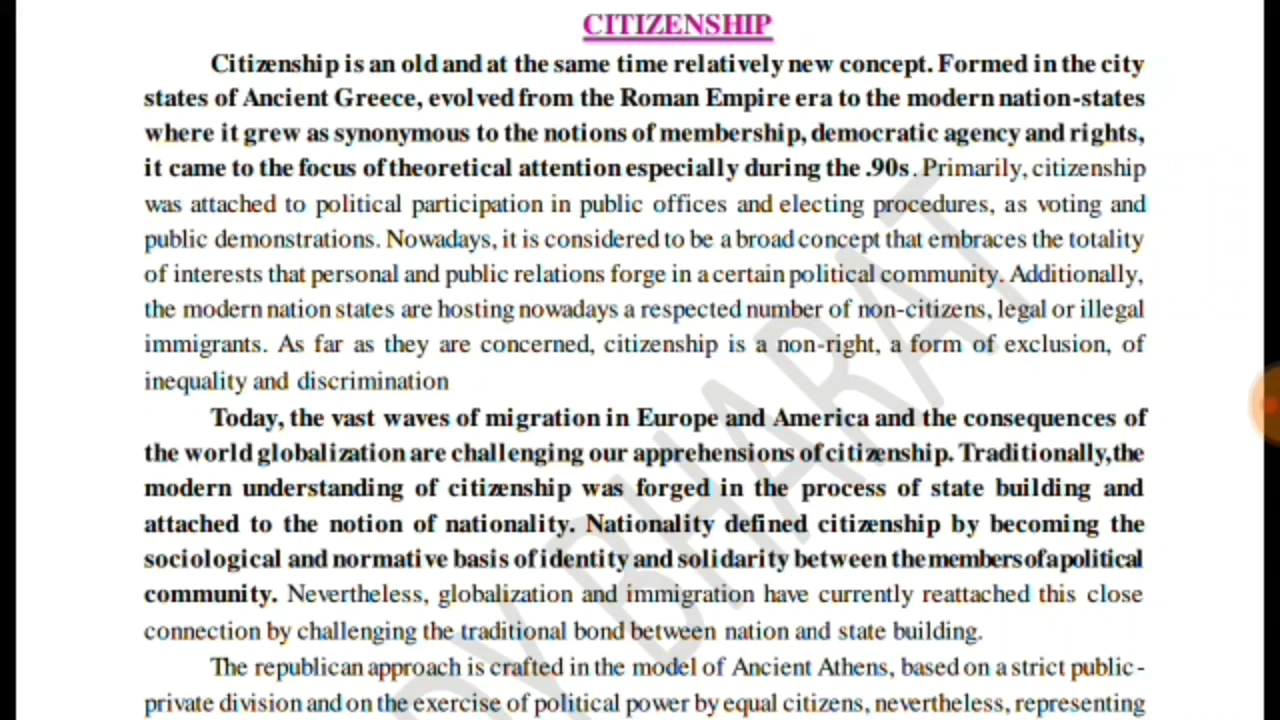 CITIZENSHIP
Citizenship is an old and at the same time relatively new concept. Formed in the city
states of Ancient Greece, evolved from the Roman Empire era to the modern nation-states
where it grew as synonymous to the notions of membership, democratic agency and rights,
it came to the focus of theoretical attention especially during the .90s. Primarily, citizenship
was attached to political participation in public offices and electing procedures, as voting and
public demonstrations. Nowadays, it is considered to be a broad concept that embraces the totality
of interests that personal and public relations forge in a certain political community. Additionally,
the modern nation states are hosting nowadays a respected number of non-citizens, legal or illegal
immigrants. As far as they are concerned, citizenship is a non-right, a form of exclusion, of
inequality and discrimination
Today, the vast waves of migration in Europe and America and the consequences of
the world globalization are challenging our apprehensions of citizenship. Traditionally, the
modern understanding of citizenship was forged in the process of state building and
attached to the notion of nationality. Nationality defined citizenship by becoming the
sociological and normative basis of identity and solidarity between the members of a political
community. Nevertheless, globalization and immigration have currently reattached this close
connection by challenging the traditional bond between nation and state building.
The republican approach is crafted in the model of Ancient Athens, based on a strict public-
private division and on the exercise of political power by equal citizens, nevertheless, representing
BHARAT